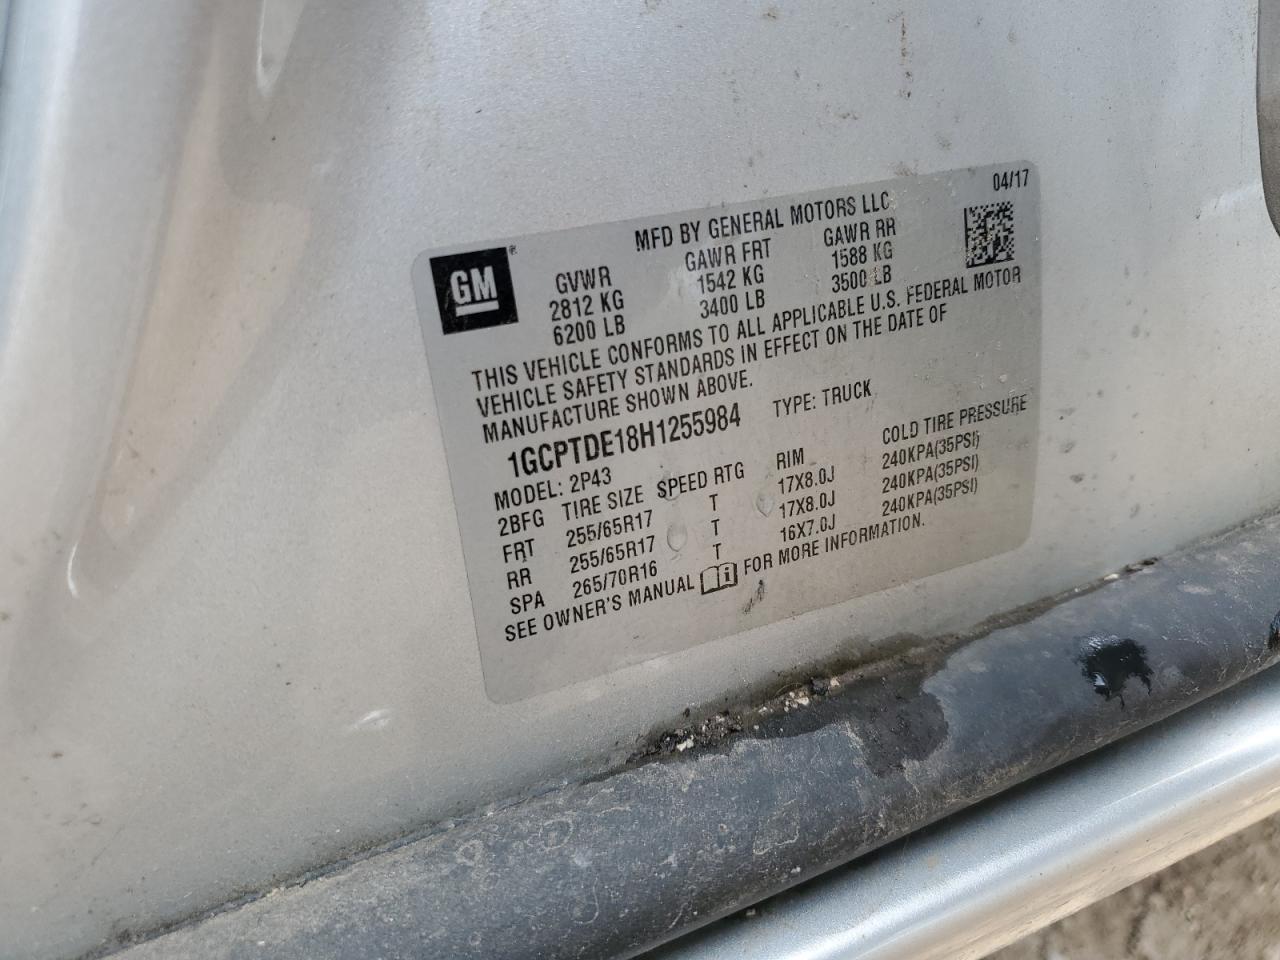 04/17
MFD BY GENERAL MOTORS LLC
GM®
GVWR GAWR FRT GAWR RR
2812 KG 1542 KG 1588 KG
6200 LB 3400 LB 3500 LB
THIS VEHICLE CONFORMS TO ALL APPLICABLE U.S. FEDERAL MOTOR
VEHICLE SAFETY STANDARDS IN EFFECT ON THE DATE OF
MANUFACTURE SHOWN ABOVE.
1GCPTDE18H1255984 TYPE: TRUCK
MODEL: 2P43
2BFG TIRE SIZE SPEED RTG RIM COLD TIRE PRESSURE
FRT 255/65R17 T 17X8.0J 240KPA(35PSI)
RR 255/65R17 T 17X8.0J 240KPA(35PSI)
SPA 265/70R16 T 16X7.0J 240KPA(35PSI)
SEE OWNER'S MANUAL FOR MORE INFORMATION.